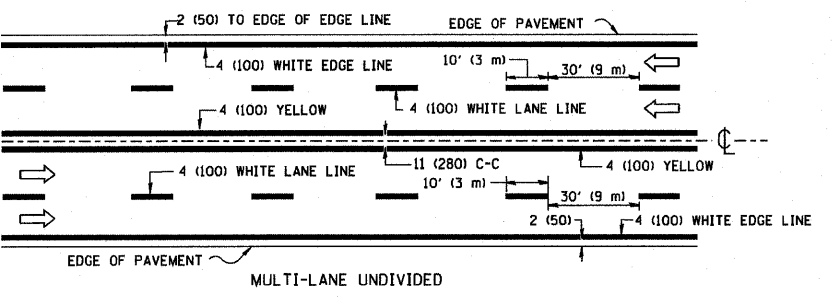 2 (50) TO EDGE OF EDGE LINE
EDGE OF PAVEMENT
4 (100) WHITE EDGE LINE
10' (3 m)
30' (9 m)
4 (100) YELLOW
4 (100) WHITE LANE LINE
CL
11 (280) C-C
4 (100) YELLOW
4 (100) WHITE LANE LINE
10' (3 m)
30' (9 m)
2 (50)
4 (100) WHITE EDGE LINE
EDGE OF PAVEMENT
MULTI-LANE UNDIVIDED